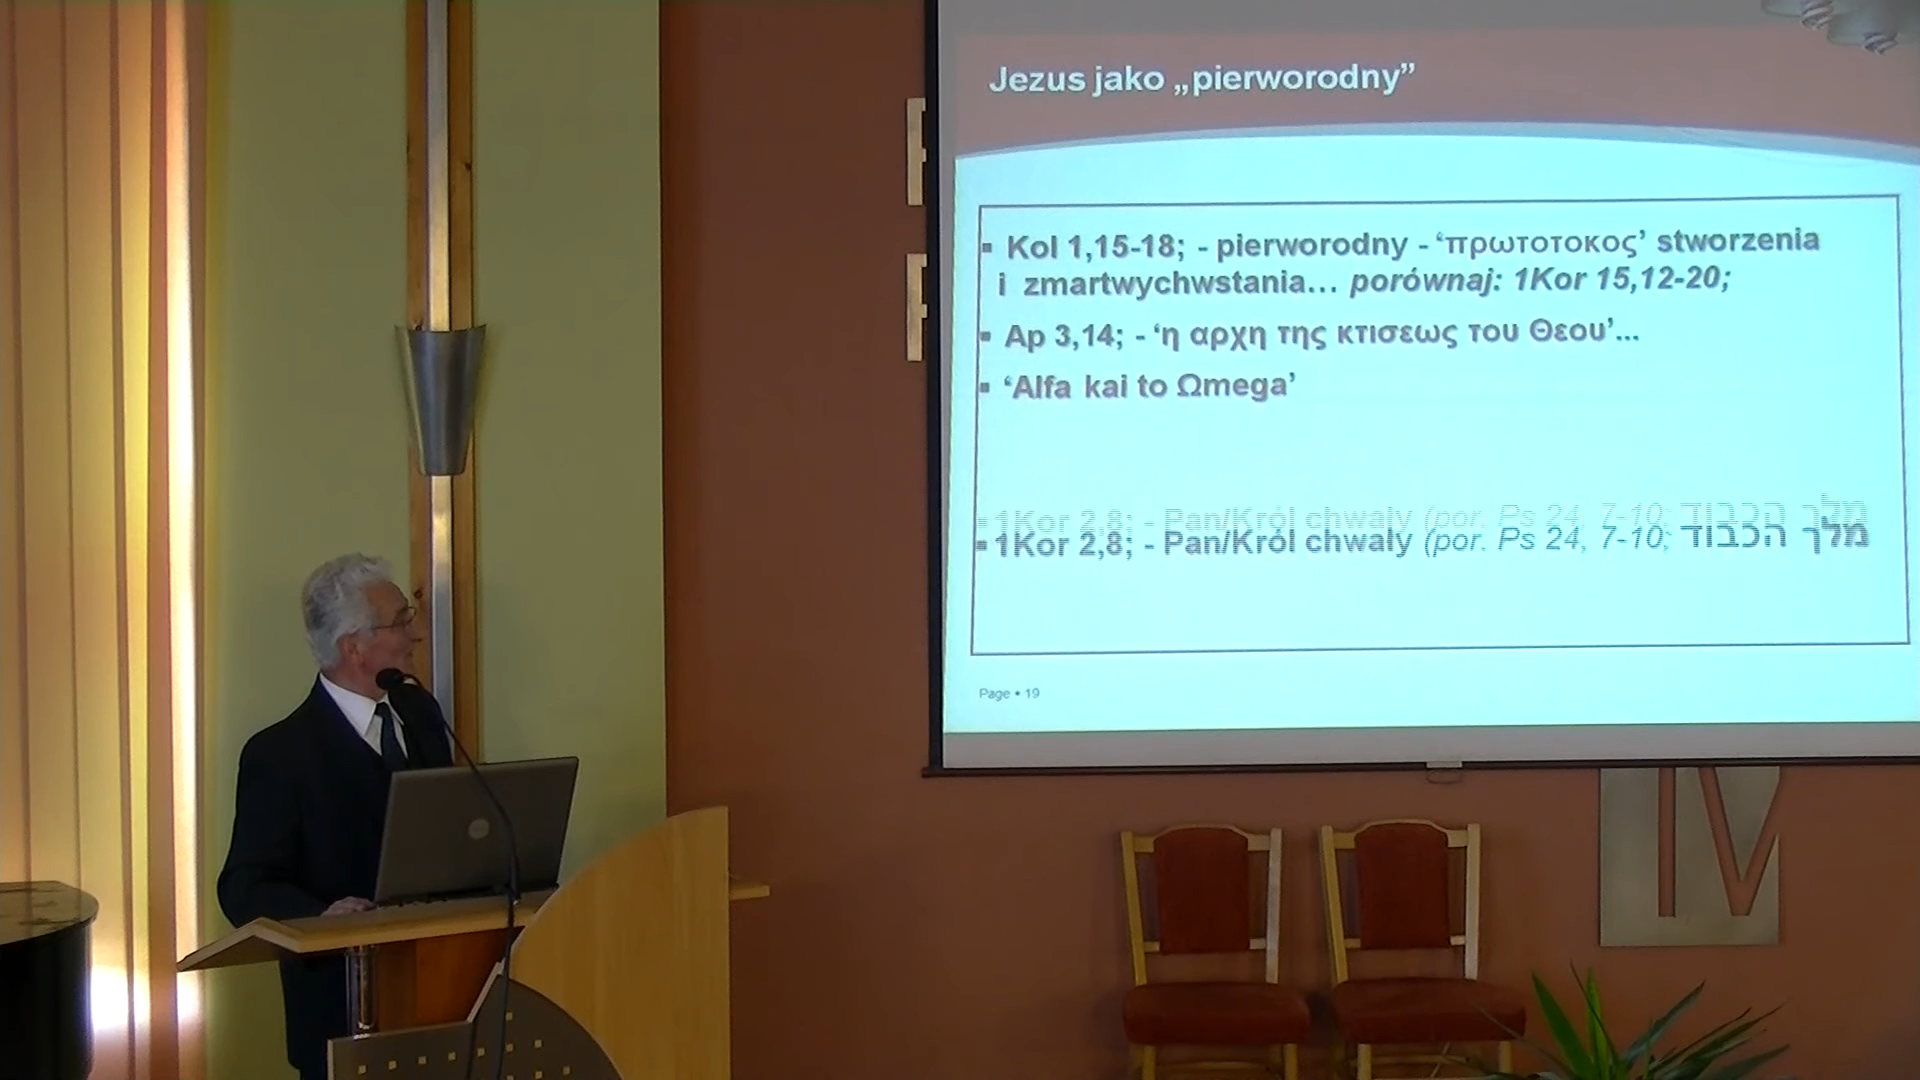 Jezus jako „pierworodny”
▪ Kol 1,15-18; - pierworodny - ‘πρωτοτοκος’ stworzenia
i zmartwychwstania… porównaj: 1Kor 15,12-20;
▪ Ap 3,14; - ‘η αρχη της κτισεως του Θεου’...
▪ ‘Alfa kai to Ωmega’
▪ 1Kor 2,8; - Pan/Król chwały (por. Ps 24, 7-10; מלך הכבוד
Page ▪ 19
IV